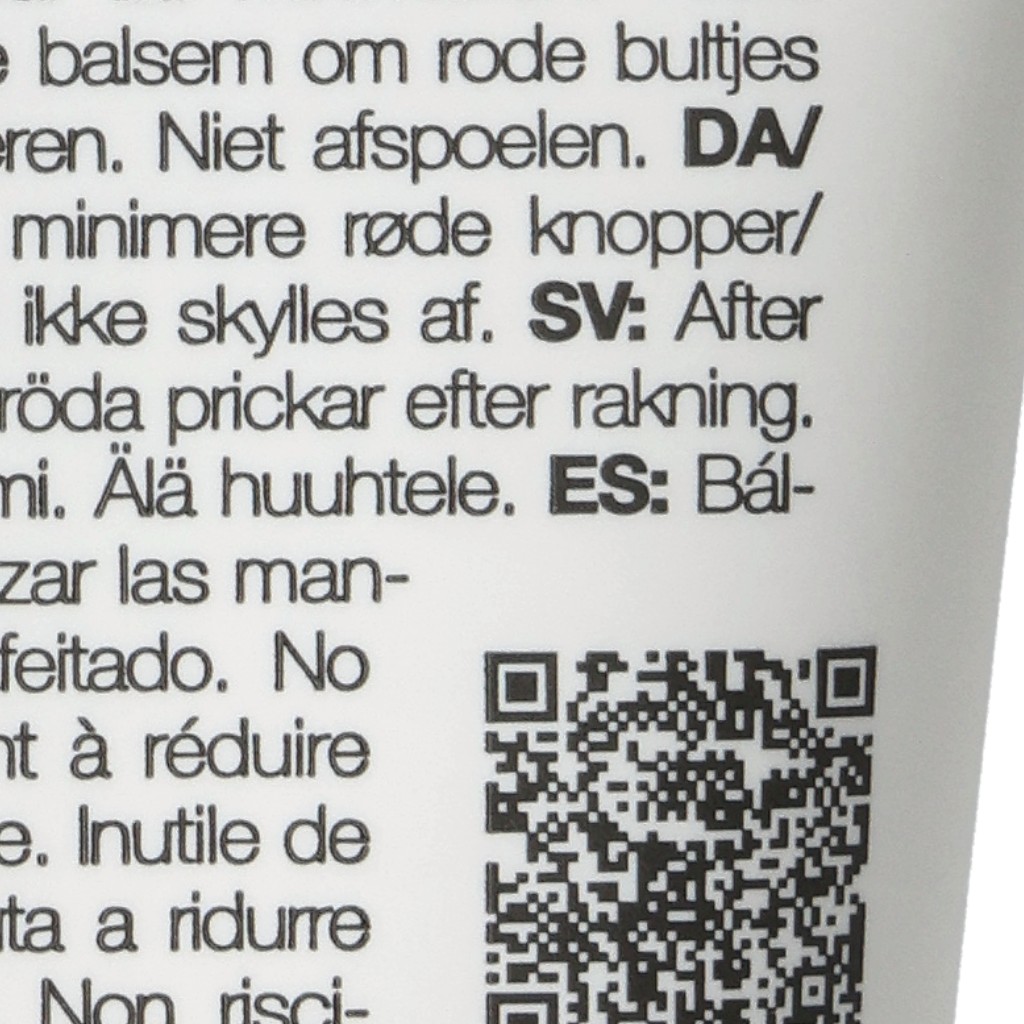 balsem om rode bultjes
eren. Niet afspoelen. DA/
minimere røde knopper/
ikke skylles af. SV: After
röda prickar efter rakning.
mi. Älä huuhtele. ES: Bál-
zar las man-
feitado. No
nt à réduire
e. Inutile de
uta a ridurre
Non risci-